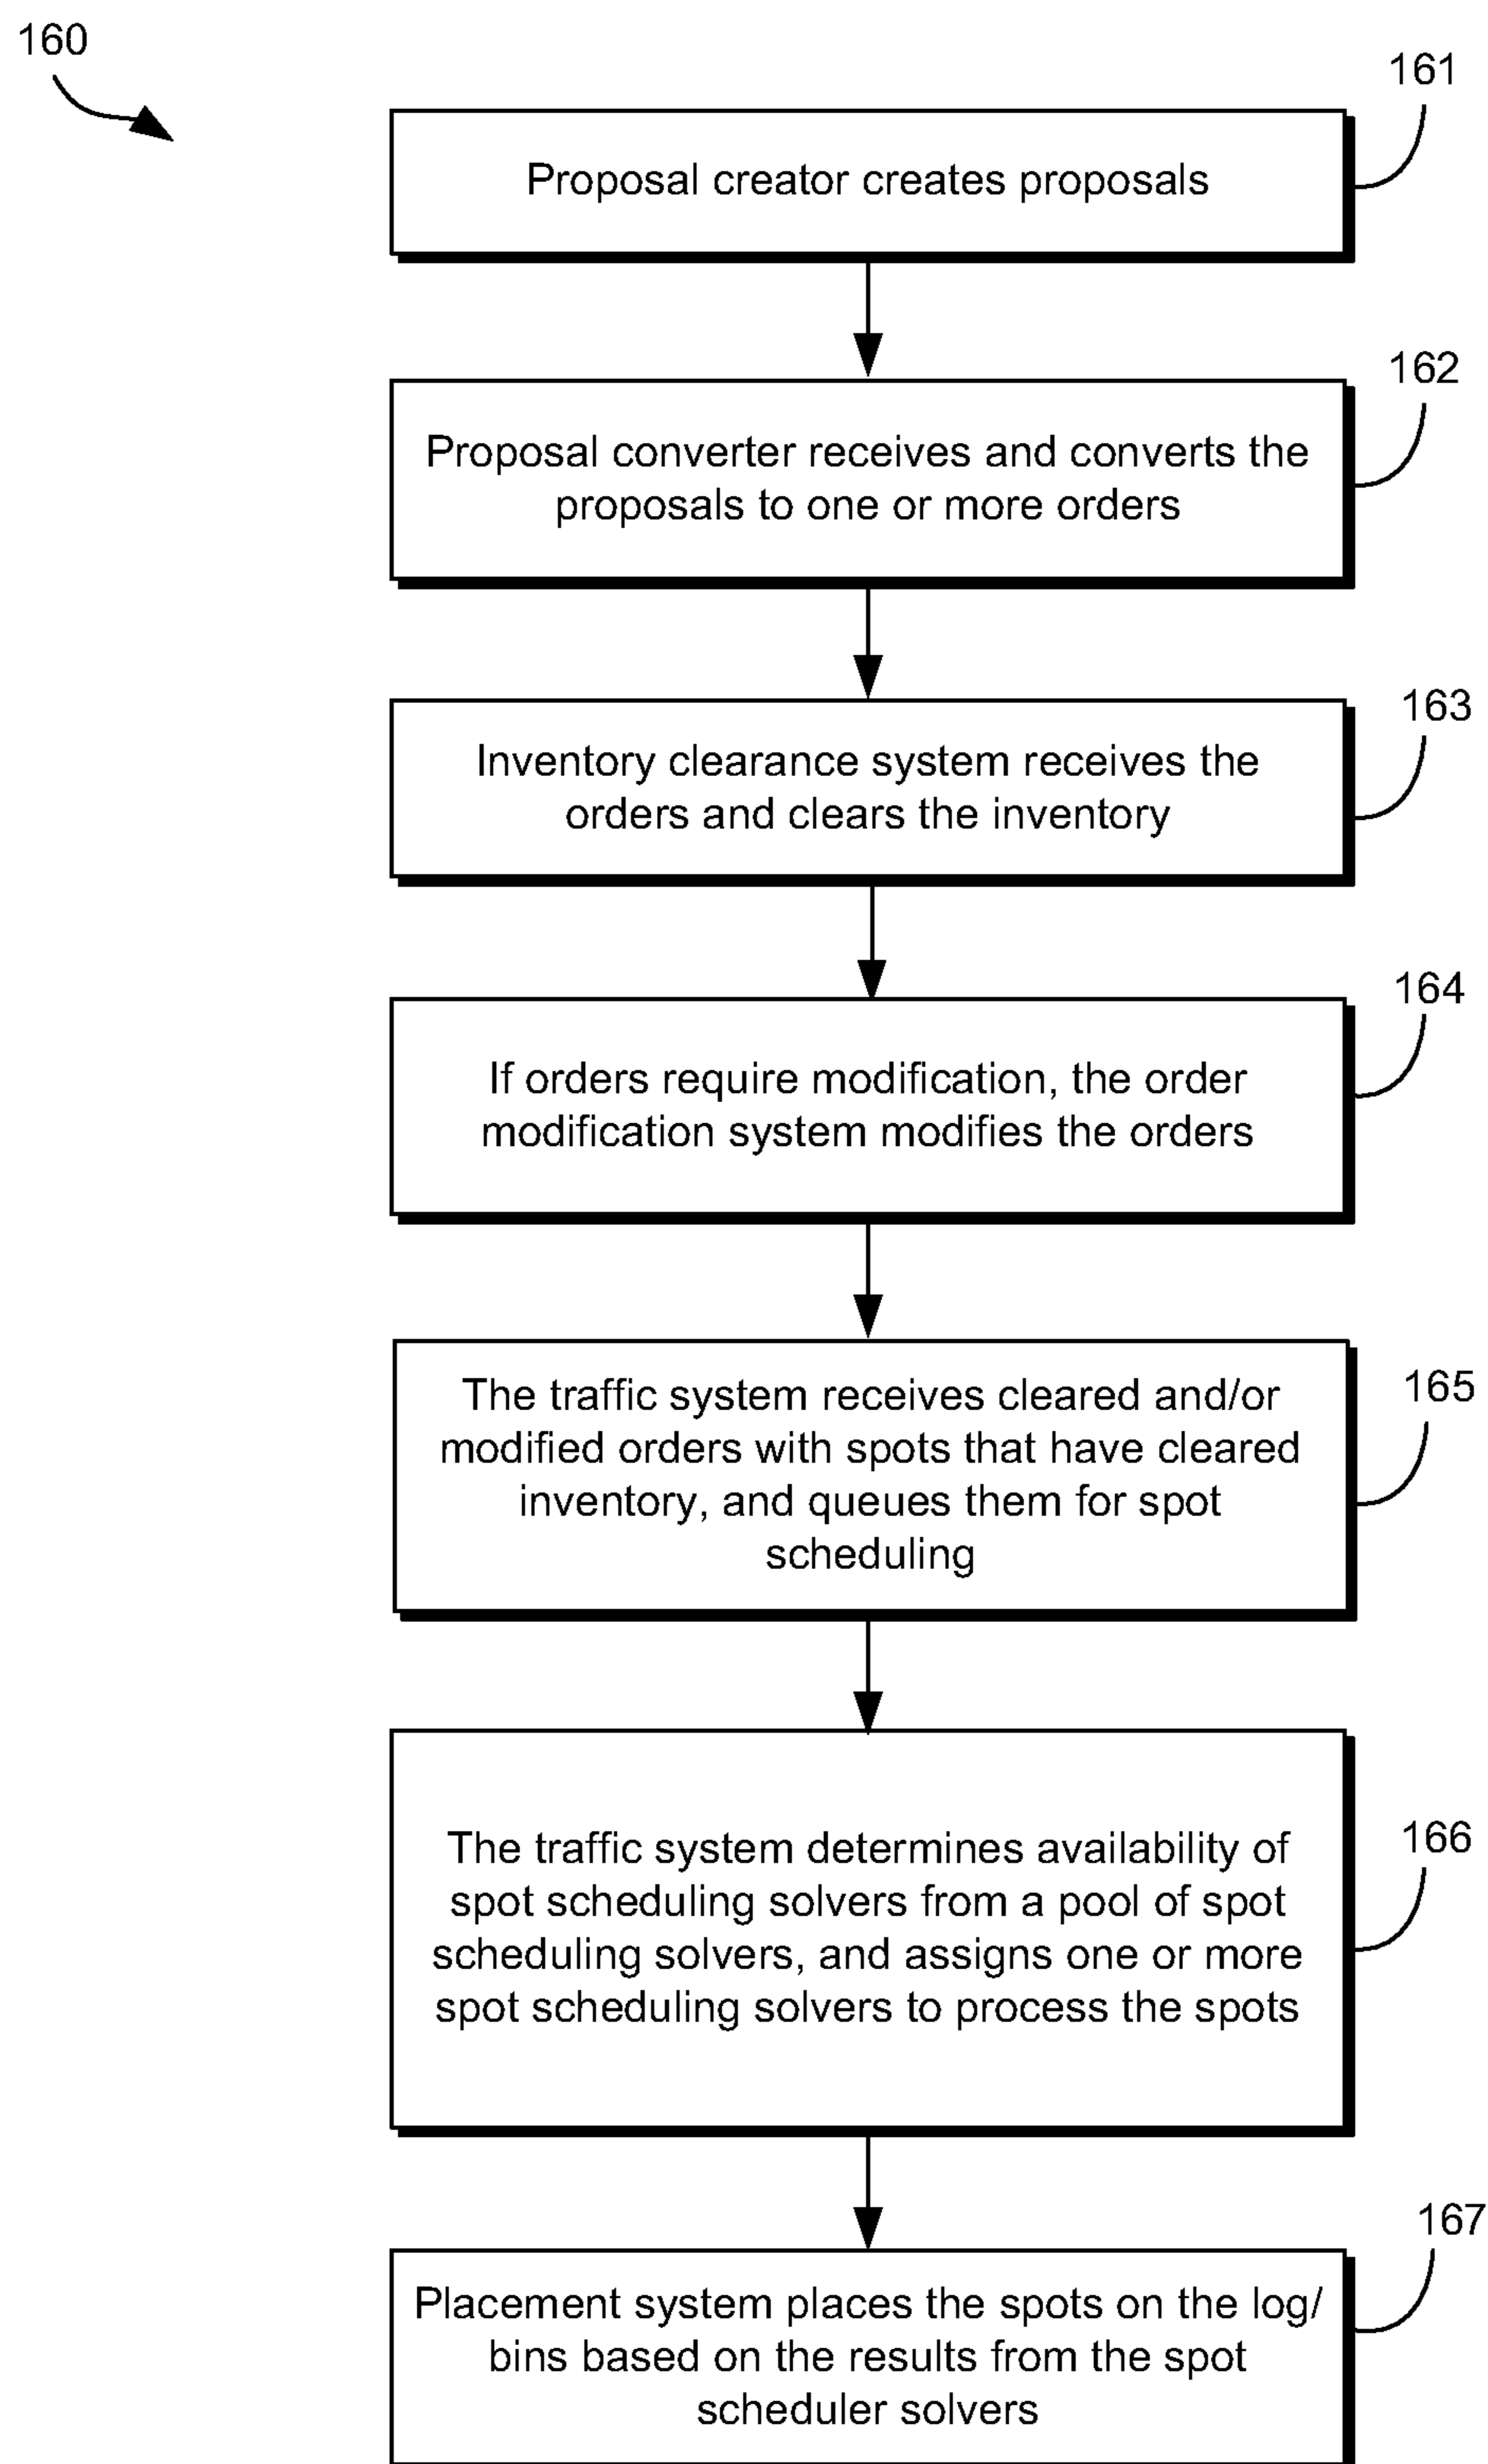 160
161
Proposal creator creates proposals
162
Proposal converter receives and converts the
proposals to one or more orders
163
Inventory clearance system receives the
orders and clears the inventory
164
If orders require modification, the order
modification system modifies the orders
165
The traffic system receives cleared and/or
modified orders with spots that have cleared
inventory, and queues them for spot
scheduling
166
The traffic system determines availability of
spot scheduling solvers from a pool of spot
scheduling solvers, and assigns one or more
spot scheduling solvers to process the spots
167
Placement system places the spots on the log/
bins based on the results from the spot
scheduler solvers